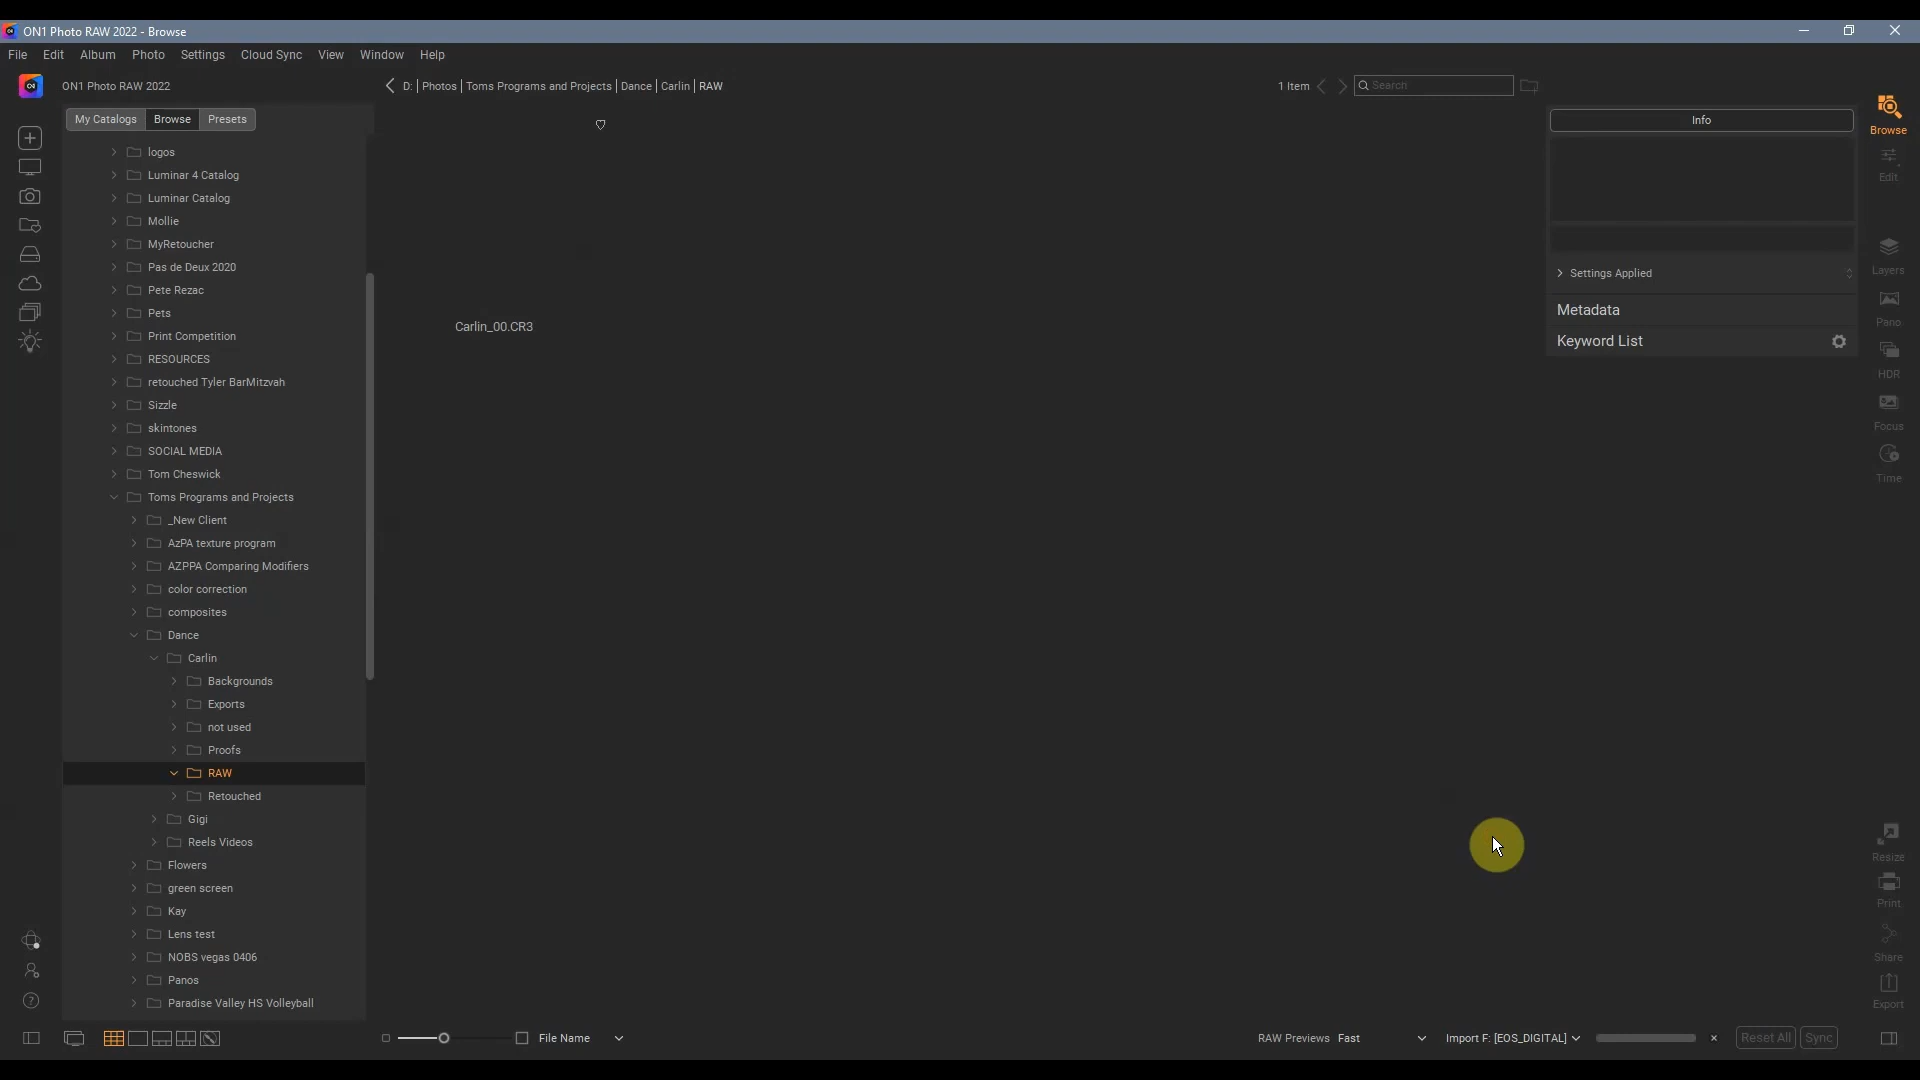 ON1 Photo RAW 2022 - Browse
File Edit Album Photo Settings Cloud Sync View Window Help
ON1 Photo RAW 2022
D: Photos Toms Programs and Projects Dance Carlin RAW
1 Item
Search
My Catalogs Browse Presets
logos
Luminar 4 Catalog
Luminar Catalog
Mollie
MyRetoucher
Pas de Deux 2020
Pete Rezac
Pets
Print Competition
RESOURCES
retouched Tyler BarMitzvah
Sizzle
skintones
SOCIAL MEDIA
Tom Cheswick
Toms Programs and Projects
_New Client
AzPA texture program
AZPPA Comparing Modifiers
color correction
composites
Dance
Carlin
Backgrounds
Exports
not used
Proofs
RAW
Retouched
Gigi
Reels Videos
Flowers
green screen
Kay
Lens test
NOBS vegas 0406
Panos
Paradise Valley HS Volleyball
Carlin_00.CR3
Info
Settings Applied
Metadata
Keyword List
Browse
Edit
Layers
Pano
HDR
Focus
Time
Resize
Print
Share
Export
File Name
RAW Previews Fast
Import F: [EOS_DIGITAL]
Reset All Sync